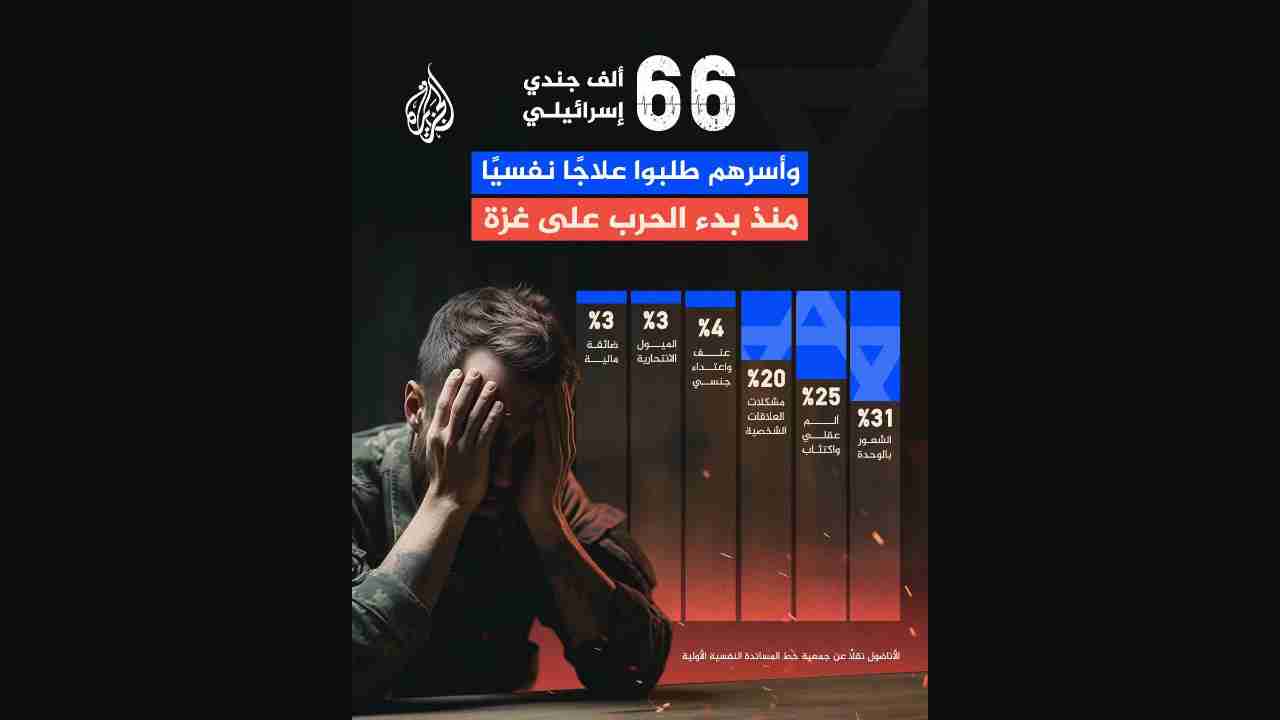 66 ألف جندي
إسرائيلي
وأسرهم طلبوا علاجًا نفسيًا
منذ بدء الحرب على غزة
الجزيرة
%31
الشعور
بالوحدة
%25
ألم
عقلي
واكتئاب
%20
مشكلات
العلاقات
الشخصية
%4
عنف
واعتداء
جنسي
%3
الميول
الانتحارية
%3
ضائقة
مالية
الأناضول نقلًا عن جمعية خط المساندة النفسية الأولية